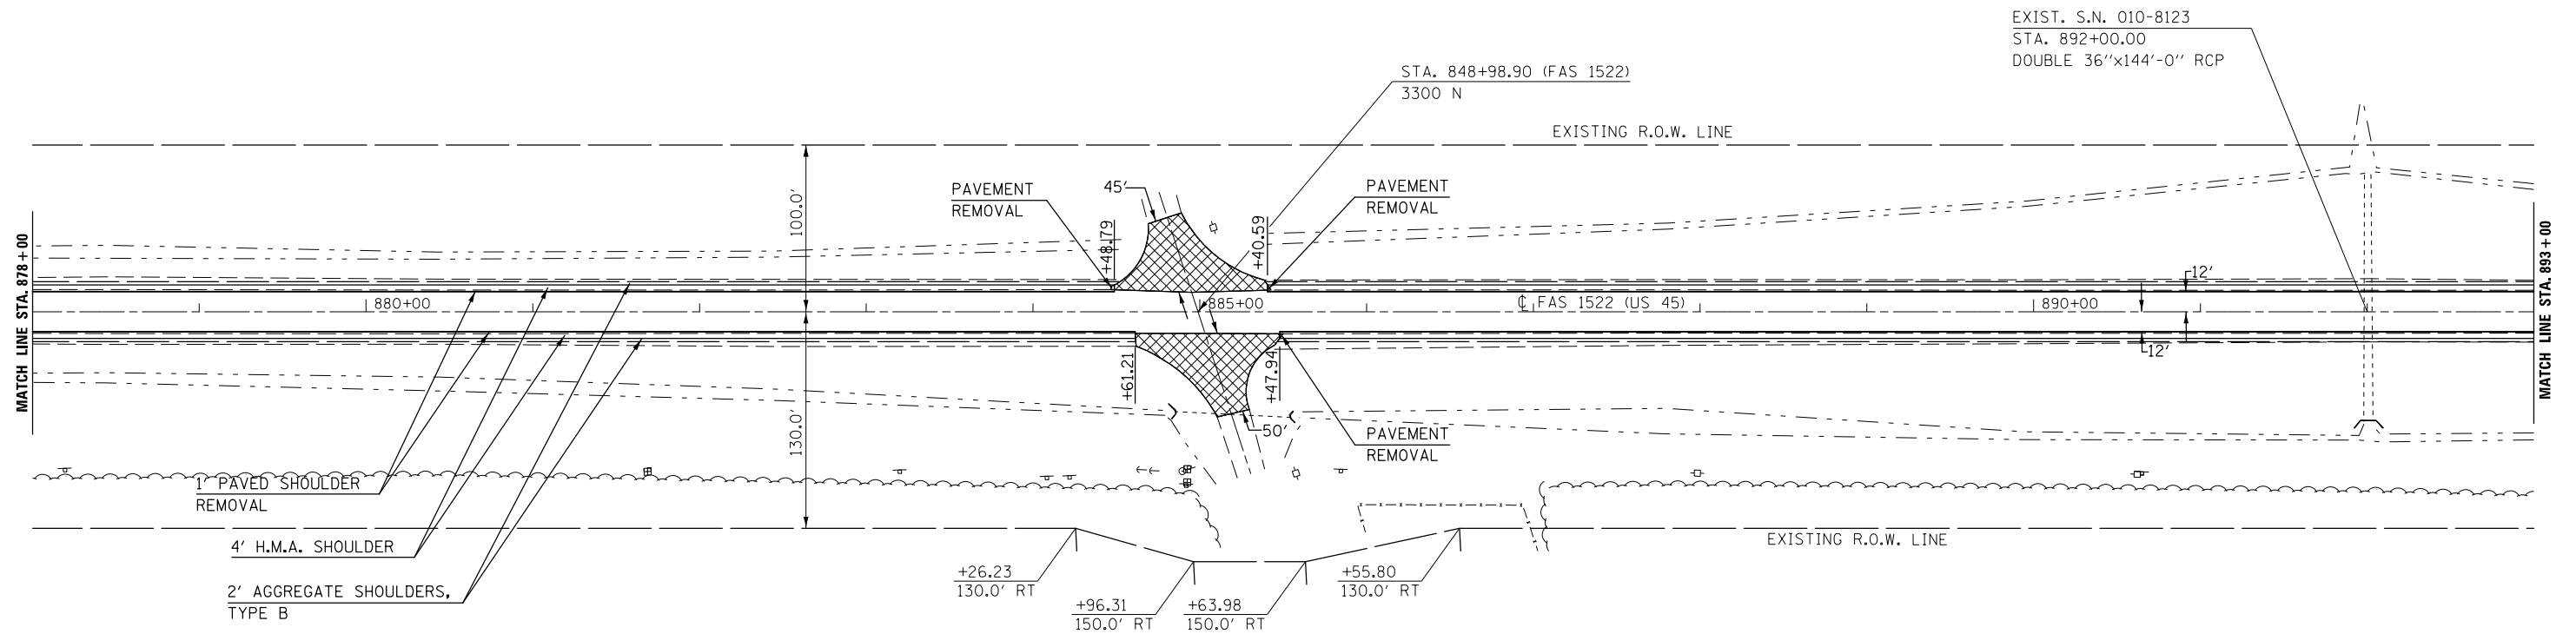 EXIST. S.N. 010-8123
STA. 892+00.00
DOUBLE 36"x144'-0" RCP
STA. 848+98.90 (FAS 1522)
3300 N
EXISTING R.O.W. LINE
PAVEMENT
REMOVAL
45'
PAVEMENT
REMOVAL
100.0'
+48.79
+40.59
MATCH LINE STA. 878+00
MATCH LINE STA. 893+00
12'
880+00
885+00
℄ FAS 1522 (US 45)
890+00
12'
+61.21
+47.94
130.0'
50'
PAVEMENT
REMOVAL
1' PAVED SHOULDER
REMOVAL
4' H.M.A. SHOULDER
EXISTING R.O.W. LINE
2' AGGREGATE SHOULDERS,
TYPE B
+26.23
130.0' RT
+55.80
130.0' RT
+96.31
150.0' RT
+63.98
150.0' RT